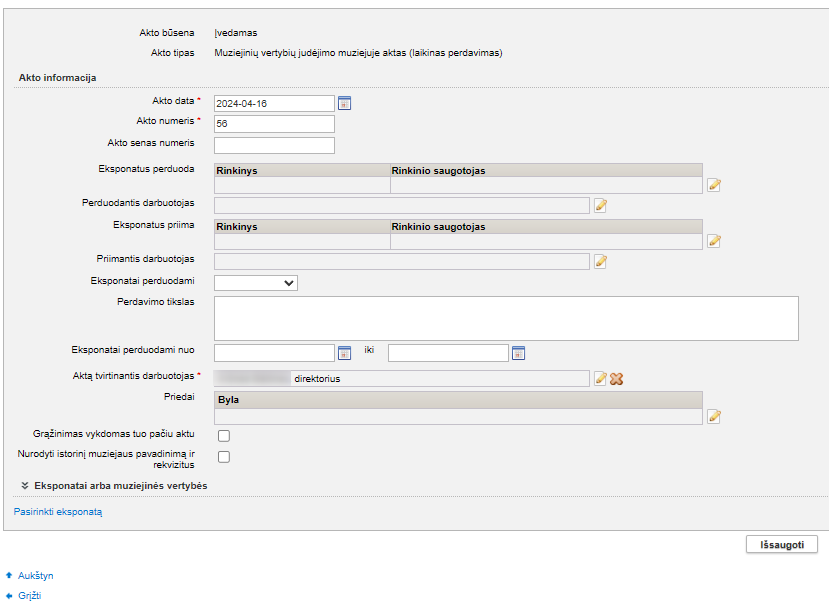 Akto būsena Įvedamas
Akto tipas Muziejinių vertybių judėjimo muziejuje aktas (laikinas perdavimas)
Akto informacija
Akto data * 2024-04-16
Akto numeris * 56
Akto senas numeris
Eksponatus perduoda Rinkinys Rinkinio saugotojas
Perduodantis darbuotojas
Eksponatus priima Rinkinys Rinkinio saugotojas
Priimantis darbuotojas
Eksponatai perduodami
Perdavimo tikslas
Eksponatai perduodami nuo iki
Aktą tvirtinantis darbuotojas * direktorius
Priedai Byla
Grąžinimas vykdomas tuo pačiu aktu
Nurodyti istorinį muziejaus pavadinimą ir
rekvizitus
Eksponatai arba muziejinės vertybės
Pasirinkti eksponatą
Išsaugoti
Aukštyn
Grįžti